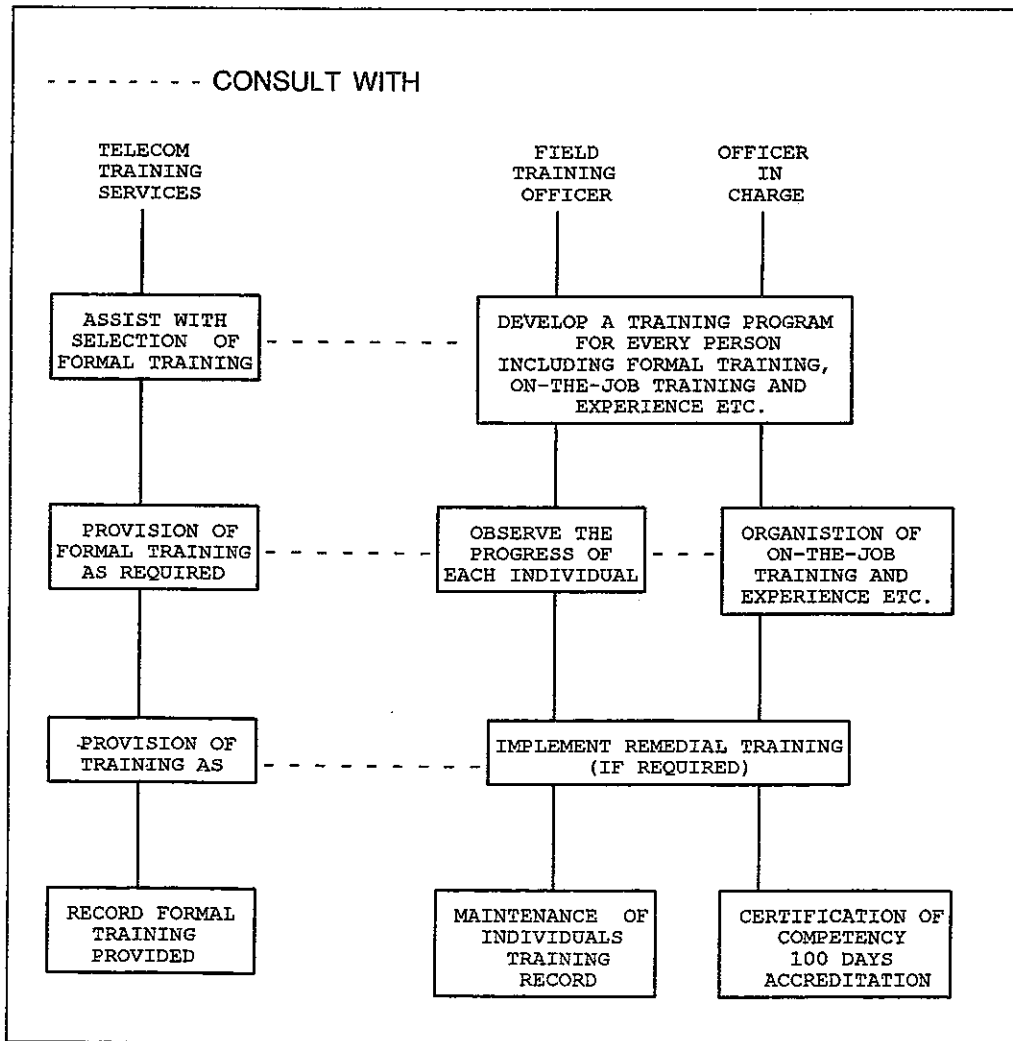 CONSULT WITH
TELECOM
TRAINING
SERVICES
FIELD
TRAINING
OFFICER
OFFICER
IN
CHARGE
ASSIST WITH
SELECTION OF
FORMAL TRAINING
DEVELOP A TRAINING PROGRAM
FOR EVERY PERSON
INCLUDING FORMAL TRAINING,
ON-THE-JOB TRAINING AND
EXPERIENCE ETC.
PROVISION OF
FORMAL TRAINING
AS REQUIRED
OBSERVE THE
PROGRESS OF
EACH INDIVIDUAL
ORGANISTION OF
ON-THE-JOB
TRAINING AND
EXPERIENCE ETC.
PROVISION OF
TRAINING AS
IMPLEMENT REMEDIAL TRAINING
(IF REQUIRED)
RECORD FORMAL
TRAINING
PROVIDED
MAINTENANCE OF
INDIVIDUALS
TRAINING
RECORD
CERTIFICATION OF
COMPETENCY
100 DAYS
ACCREDITATION